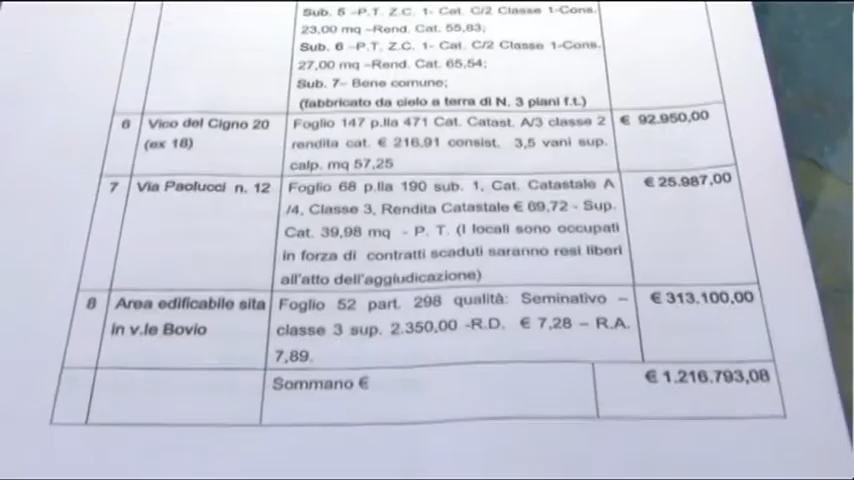 Sub. 5 –P.T. Z.C. 1- Cat. C/2 Classe 1-Cons.
23,00 mq –Rend. Cat. 55,83;
Sub. 6 –P.T. Z.C. 1- Cat. C/2 Classe 1-Cons.
27,00 mq –Rend. Cat. 65,54;
Sub. 7– Bene comune;
(fabbricato da cielo a terra di N. 3 piani f.t.)
6 Vico del Cigno 20 Foglio 147 p.lla 471 Cat. Catast. A/3 classe 2 € 92.950,00
(ex 18) rendita cat. € 216,91 consist. 3,5 vani sup.
calp. mq 57,25
7 Via Paolucci n. 12 Foglio 68 p.lla 190 sub. 1, Cat. Catastale A € 25.987,00
/4, Classe 3, Rendita Catastale € 69,72 - Sup.
Cat. 39,98 mq - P. T. (I locali sono occupati
in forza di contratti scaduti saranno resi liberi
all'atto dell'aggiudicazione)
8 Area edificabile sita Foglio 52 part. 298 qualità: Seminativo – € 313.100,00
in v.le Bovio classe 3 sup. 2.350,00 -R.D. € 7,28 – R.A.
7,89.
Sommano € € 1.216.793,08